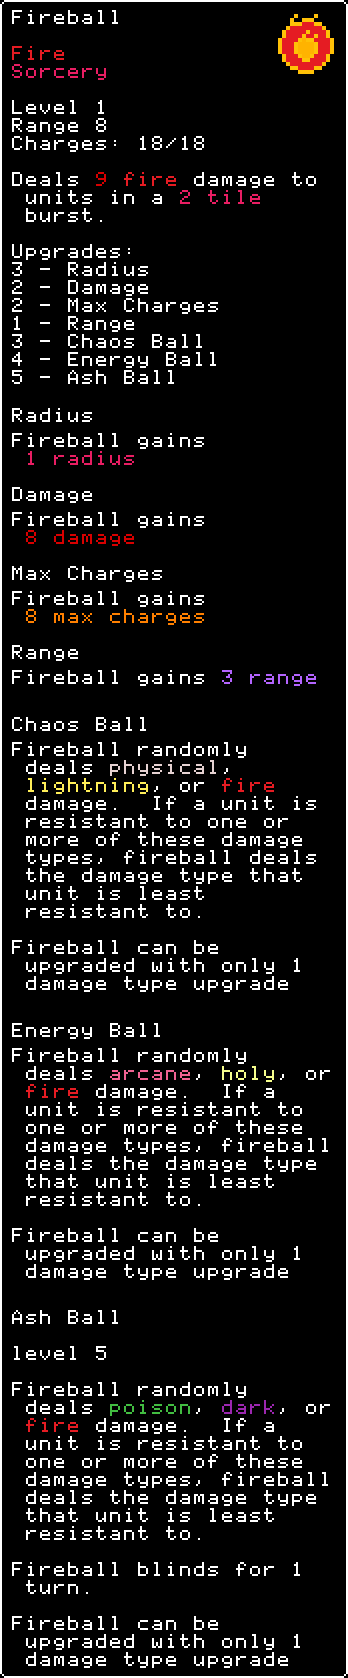 Fireball
Fire
Sorcery
Level 1
Range 8
Charges: 18/18
Deals 9 fire damage to
units in a 2 tile
burst.
Upgrades:
3 - Radius
2 - Damage
2 - Max Charges
1 - Range
3 - Chaos Ball
4 - Energy Ball
5 - Ash Ball
Radius
Fireball gains
1 radius
Damage
Fireball gains
8 damage
Max Charges
Fireball gains
8 max charges
Range
Fireball gains 3 range
Chaos Ball
Fireball randomly
deals physical,
lightning, or fire
damage.  If a unit is
resistant to one or
more of these damage
types, fireball deals
the damage type that
unit is least
resistant to.
Fireball can be
upgraded with only 1
damage type upgrade
Energy Ball
Fireball randomly
deals arcane, holy, or
fire damage.  If a
unit is resistant to
one or more of these
damage types, fireball
deals the damage type
that unit is least
resistant to.
Fireball can be
upgraded with only 1
damage type upgrade
Ash Ball
level 5
Fireball randomly
deals poison, dark, or
fire damage.  If a
unit is resistant to
one or more of these
damage types, fireball
deals the damage type
that unit is least
resistant to.
Fireball blinds for 1
turn.
Fireball can be
upgraded with only 1
damage type upgrade